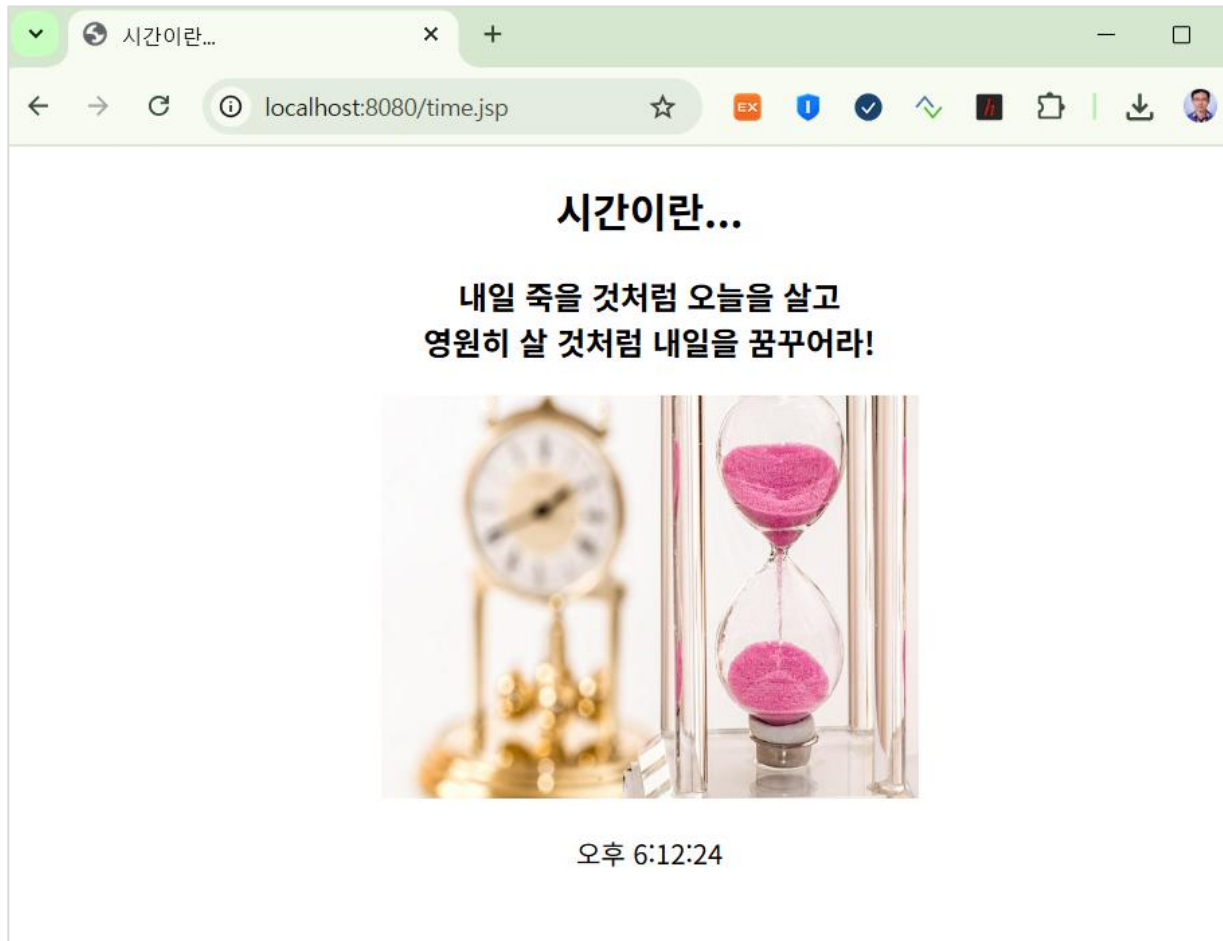 시간이란...
localhost:8080/time.jsp
EX
h
시간이란...
내일 죽을 것처럼 오늘을 살고
영원히 살 것처럼 내일을 꿈꾸어라!
오후 6:12:24